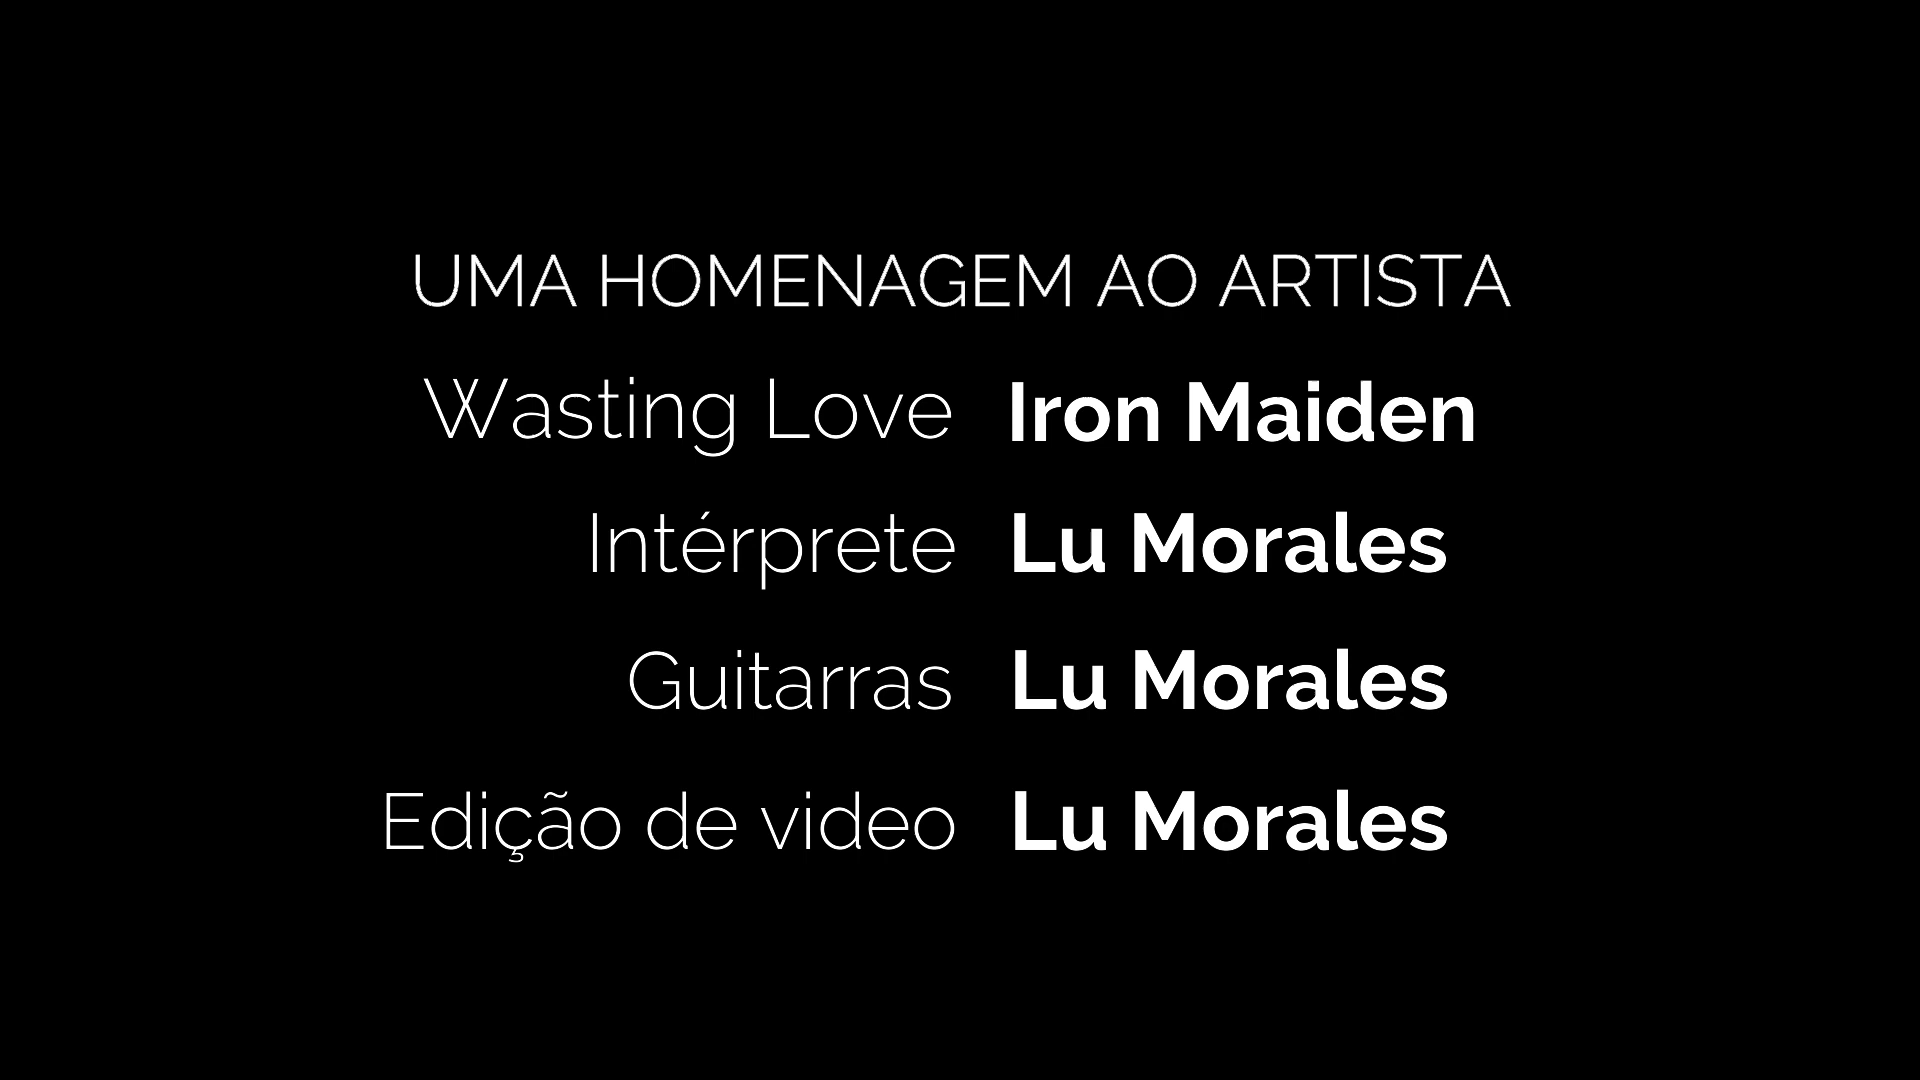 UMA HOMENAGEM AO ARTISTA
Wasting Love Iron Maiden
Intérprete Lu Morales
Guitarras Lu Morales
Edição de video Lu Morales